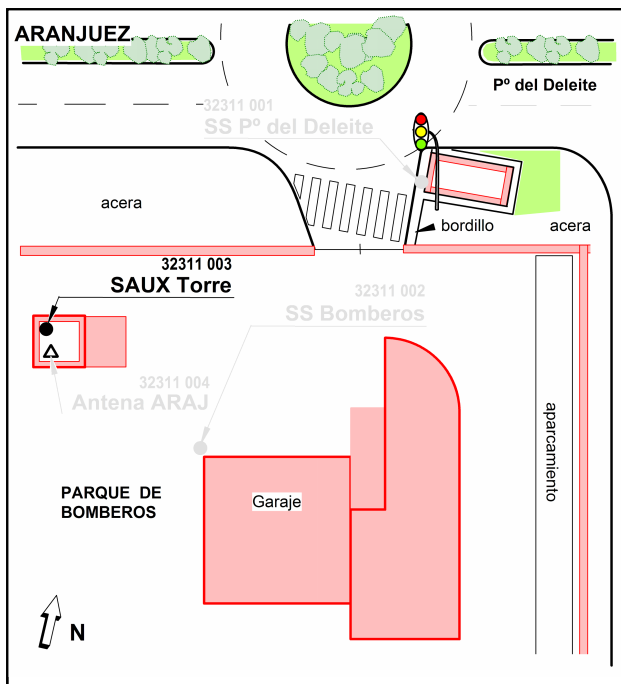 ARANJUEZ
Pº del Deleite
32311 001
SS Pº del Deleite
acera
bordillo
acera
32311 003
SAUX Torre
32311 002
SS Bomberos
32311 004
Antena ARAJ
aparcamiento
PARQUE DE
BOMBEROS
Garaje
N